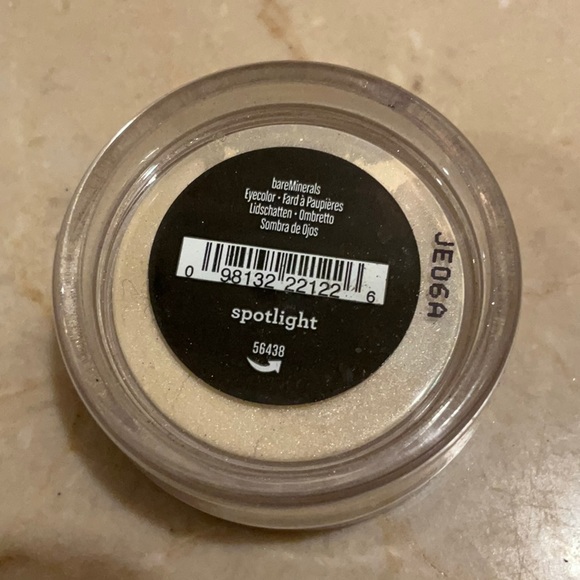 bareMinerals
Eyecolor • Fard à Paupières
Lidschatten • Ombretto
Sombra de Ojos
0 98132 22122 6
spotlight
56438
JE06A